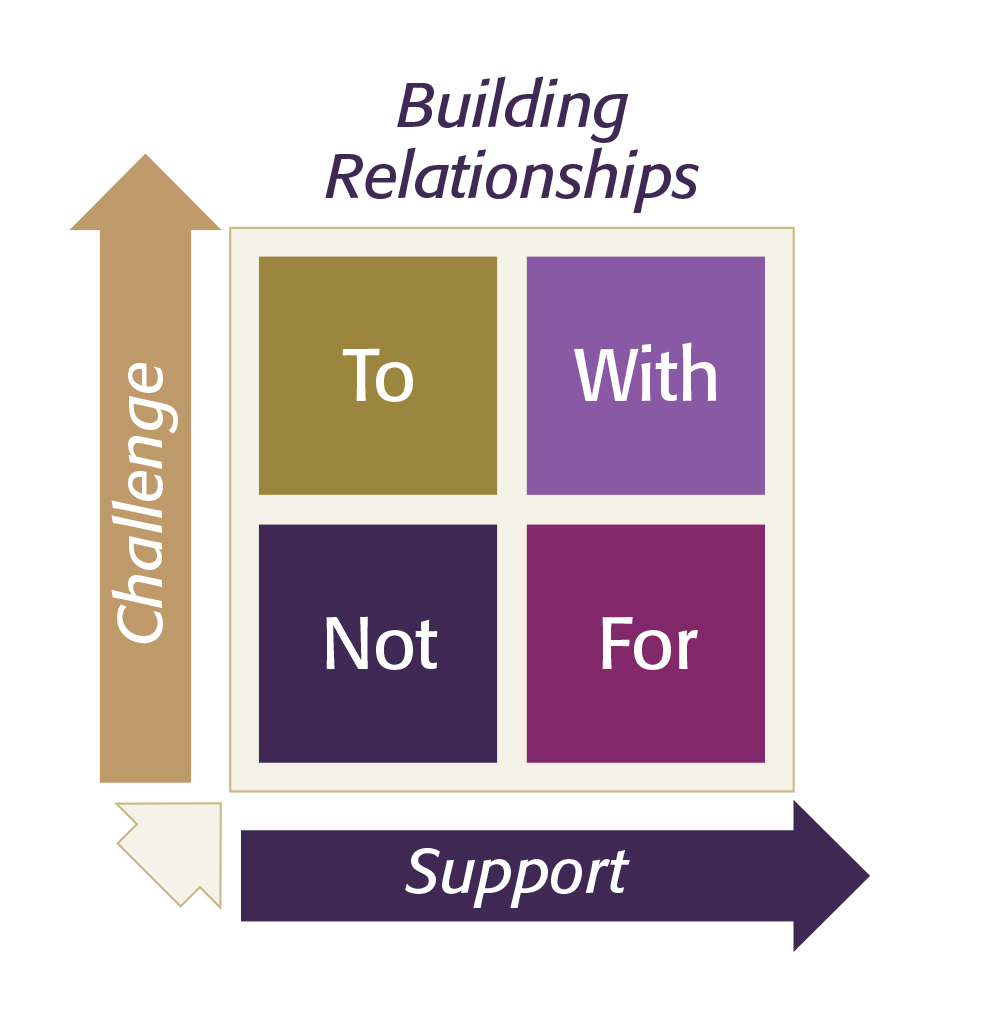 Building
Relationships
Challenge
To
With
Not
For
Support